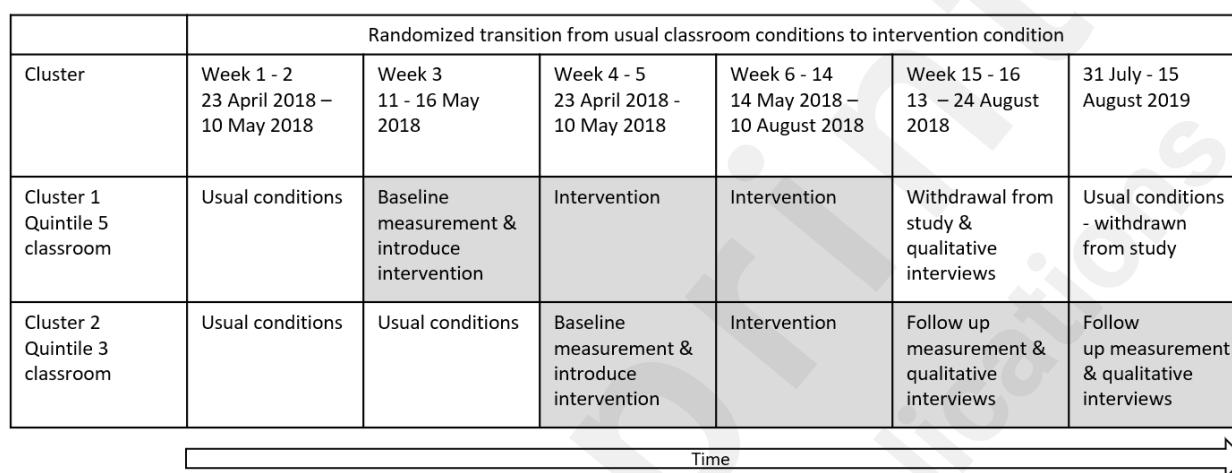 Randomized transition from usual classroom conditions to intervention condition
Cluster
Week 1 - 2
23 April 2018 –
10 May 2018
Week 3
11 - 16 May
2018
Week 4 - 5
23 April 2018 -
10 May 2018
Week 6 - 14
14 May 2018 –
10 August 2018
Week 15 - 16
13 – 24 August
2018
31 July - 15
August 2019
Cluster 1
Quintile 5
classroom
Usual conditions
Baseline
measurement &
introduce
intervention
Intervention
Intervention
Withdrawal from
study &
qualitative
interviews
Usual conditions
- withdrawn
from study
Cluster 2
Quintile 3
classroom
Usual conditions
Usual conditions
Baseline
measurement &
introduce
intervention
Intervention
Follow up
measurement &
qualitative
interviews
Follow
up measurement
& qualitative
interviews
Time